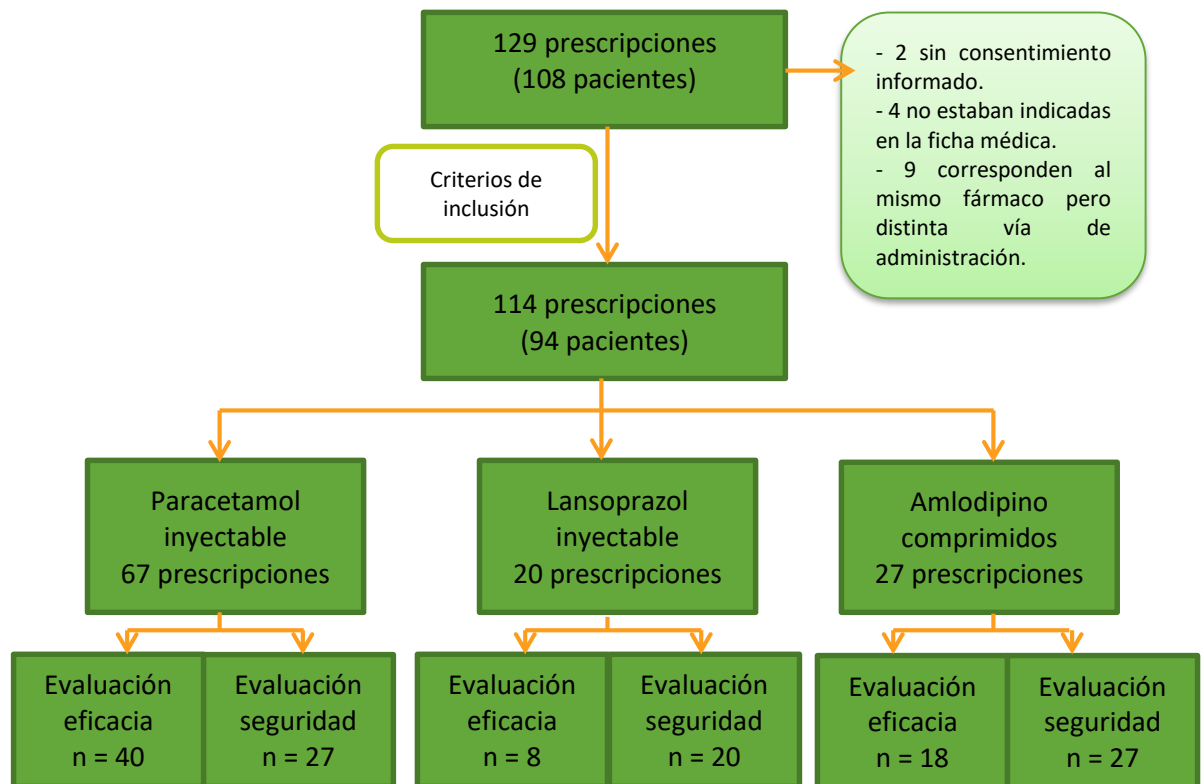 129 prescripciones
(108 pacientes)
- 2 sin consentimiento
informado.
- 4 no estaban indicadas
en la ficha médica.
- 9 corresponden al
mismo fármaco pero
distinta vía de
administración.
Criterios de
inclusión
114 prescripciones
(94 pacientes)
Paracetamol
inyectable
67 prescripciones
Lansoprazol
inyectable
20 prescripciones
Amlodipino
comprimidos
27 prescripciones
Evaluación
eficacia
n = 40
Evaluación
seguridad
n = 27
Evaluación
eficacia
n = 8
Evaluación
seguridad
n = 20
Evaluación
eficacia
n = 18
Evaluación
seguridad
n = 27